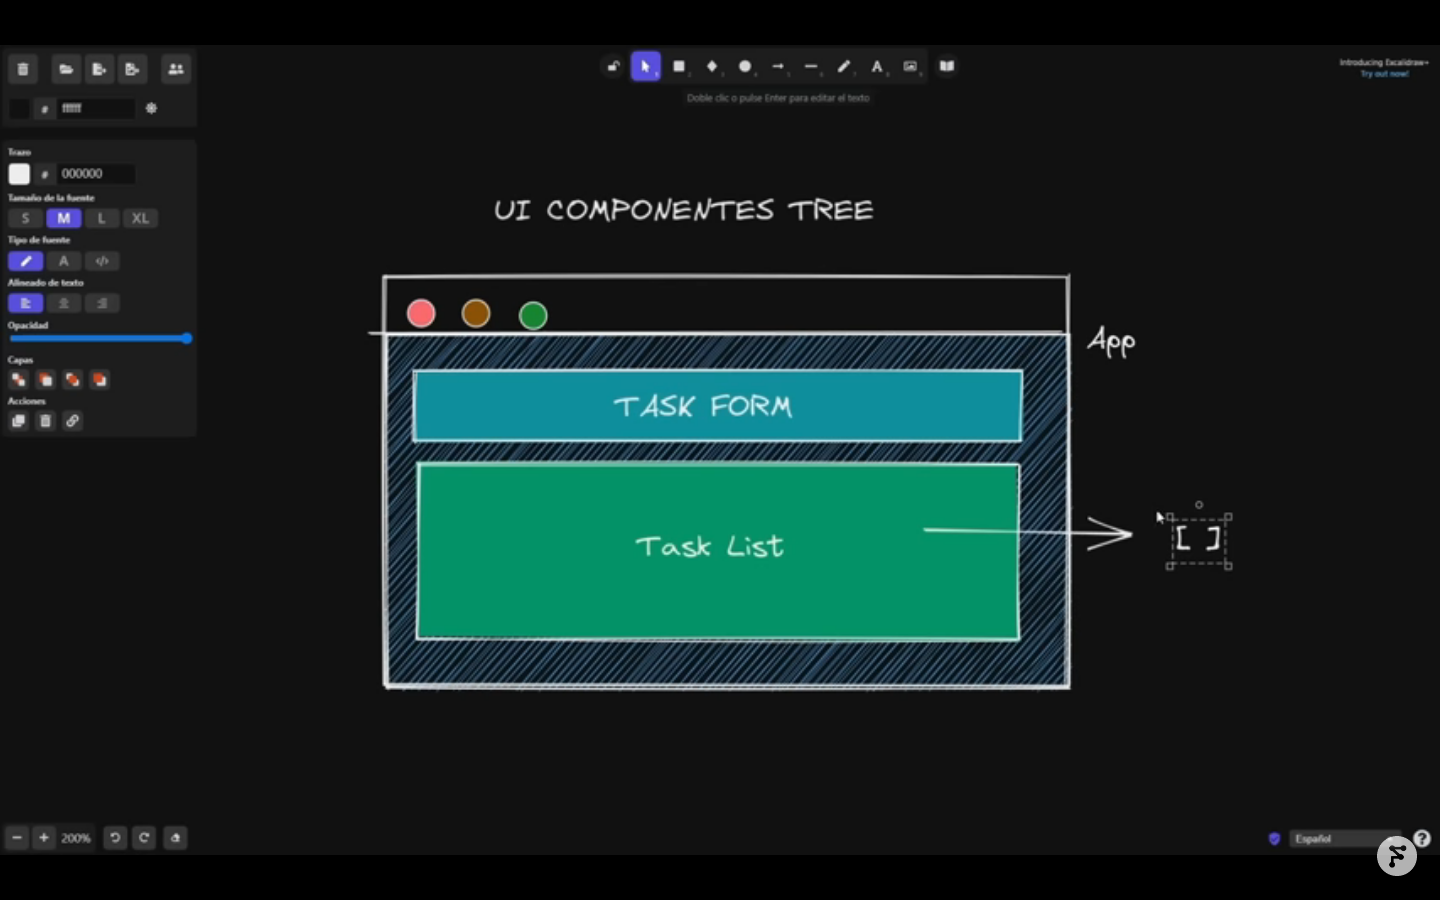 Introducing Excalidraw+
Try out now!
Doble clic o pulse Enter para editar el texto
# ffffff
Trazo
# 000000
Tamaño de la fuente
S M L XL
Tipo de fuente
A </>
Alineado de texto
Opacidad
Capas
Acciones
UI COMPONENTES TREE
App
TASK FORM
Task List
[ ]
200%
Español
?